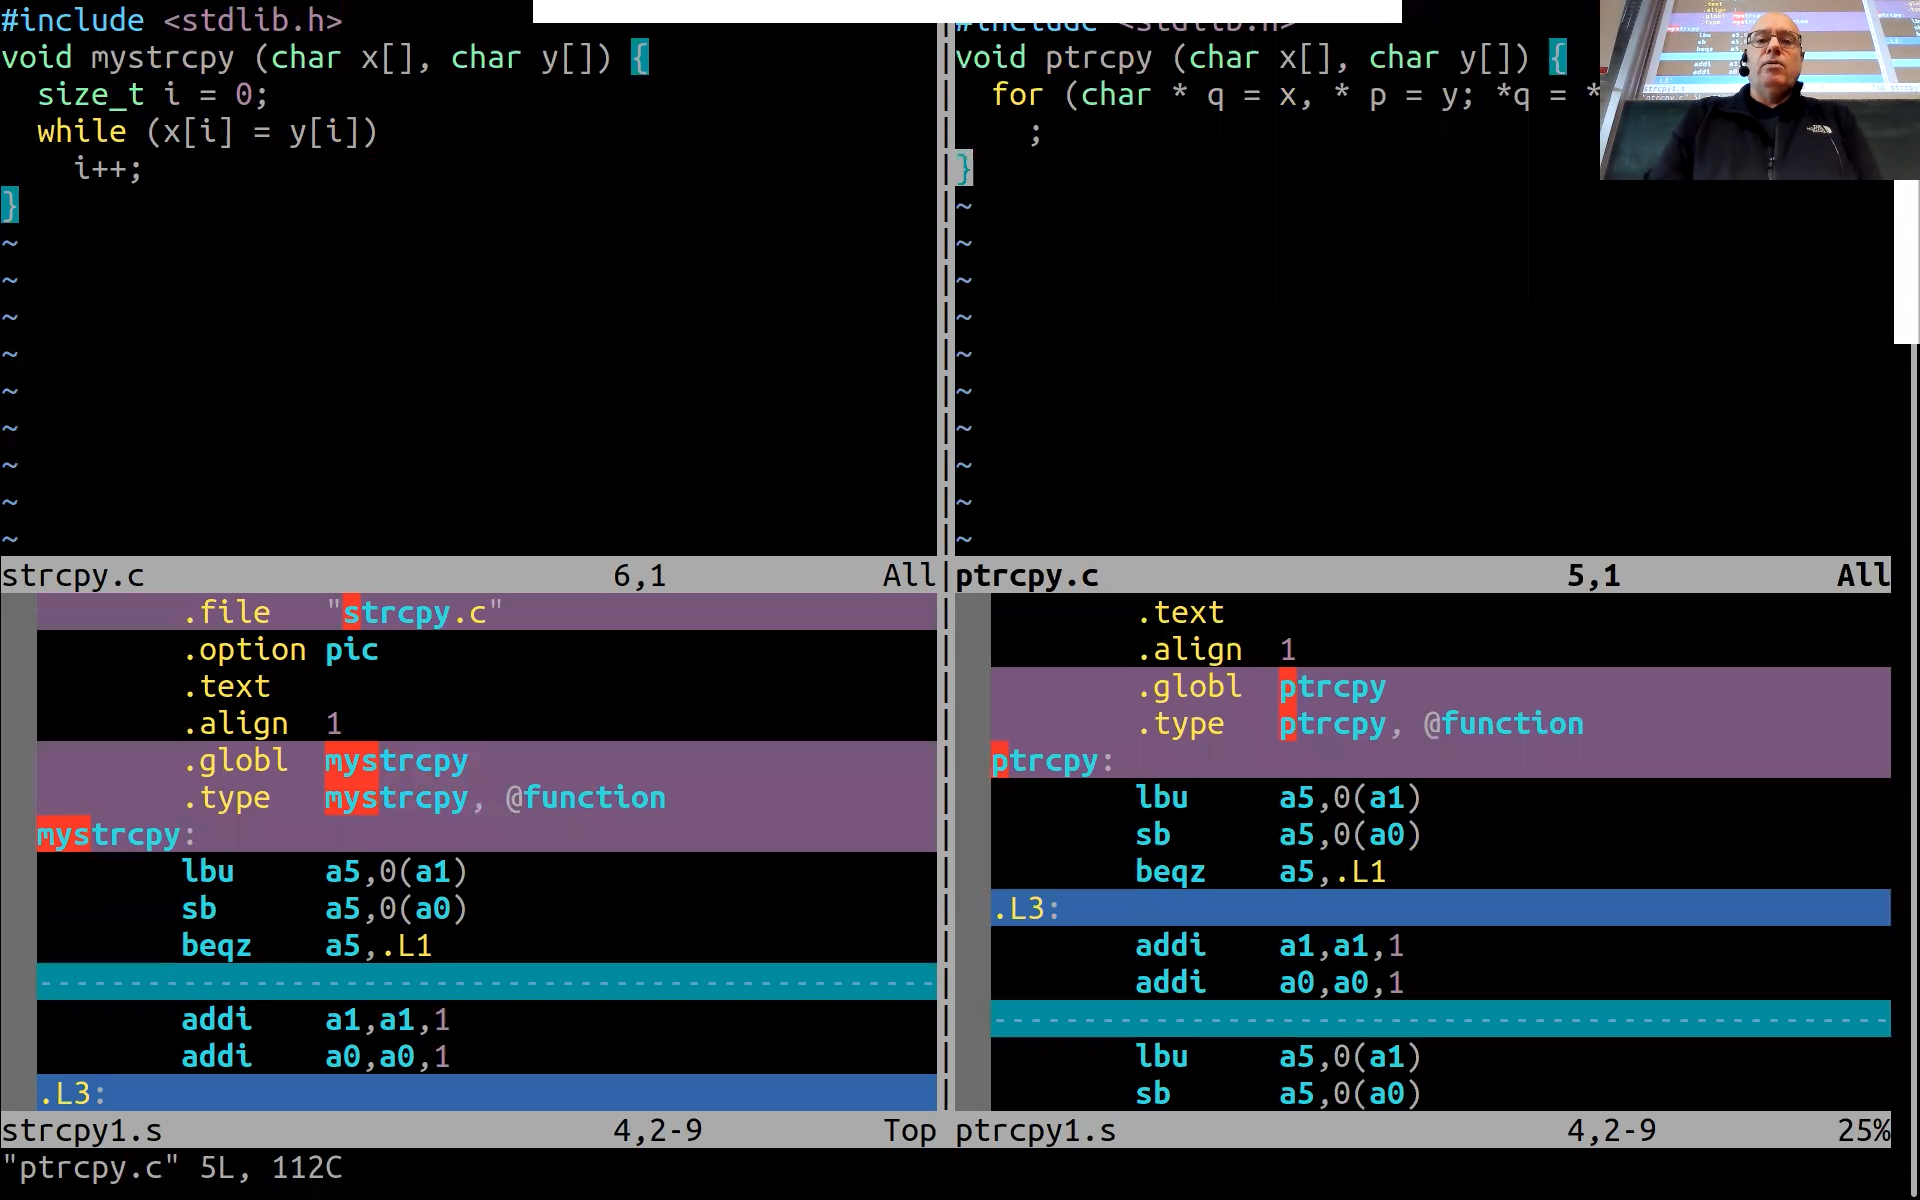 #include <stdlib.h>
void mystrcpy (char x[], char y[]) {
  size_t i = 0;
  while (x[i] = y[i])
    i++;
}
~
~
~
~
~
~
~
~
~
strcpy.c 6,1 All
#include <stdlib.h>
void ptrcpy (char x[], char y[]) {
  for (char * q = x, * p = y; *q = *
    ;
}
~
~
~
~
~
~
~
~
~
~
ptrcpy.c 5,1 All
.file "strcpy.c"
.option pic
.text
.align 1
.globl mystrcpy
.type mystrcpy, @function
mystrcpy:
lbu a5,0(a1)
sb a5,0(a0)
beqz a5,.L1
--------------------------------------------------
addi a1,a1,1
addi a0,a0,1
.L3:
strcpy1.s 4,2-9 Top
.text
.align 1
.globl ptrcpy
.type ptrcpy, @function
ptrcpy:
lbu a5,0(a1)
sb a5,0(a0)
beqz a5,.L1
.L3:
addi a1,a1,1
addi a0,a0,1
--------------------------------------------------
lbu a5,0(a1)
sb a5,0(a0)
ptrcpy1.s 4,2-9 25%
"ptrcpy.c" 5L, 112C